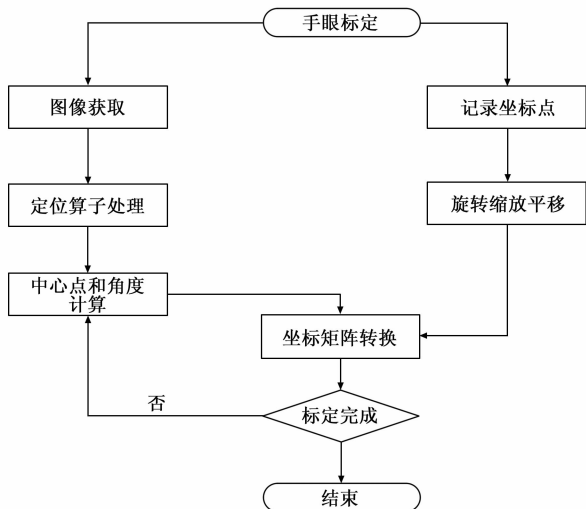 手眼标定
图像获取
记录坐标点
定位算子处理
旋转缩放平移
中心点和角度
计算
坐标矩阵转换
否
标定完成
结束